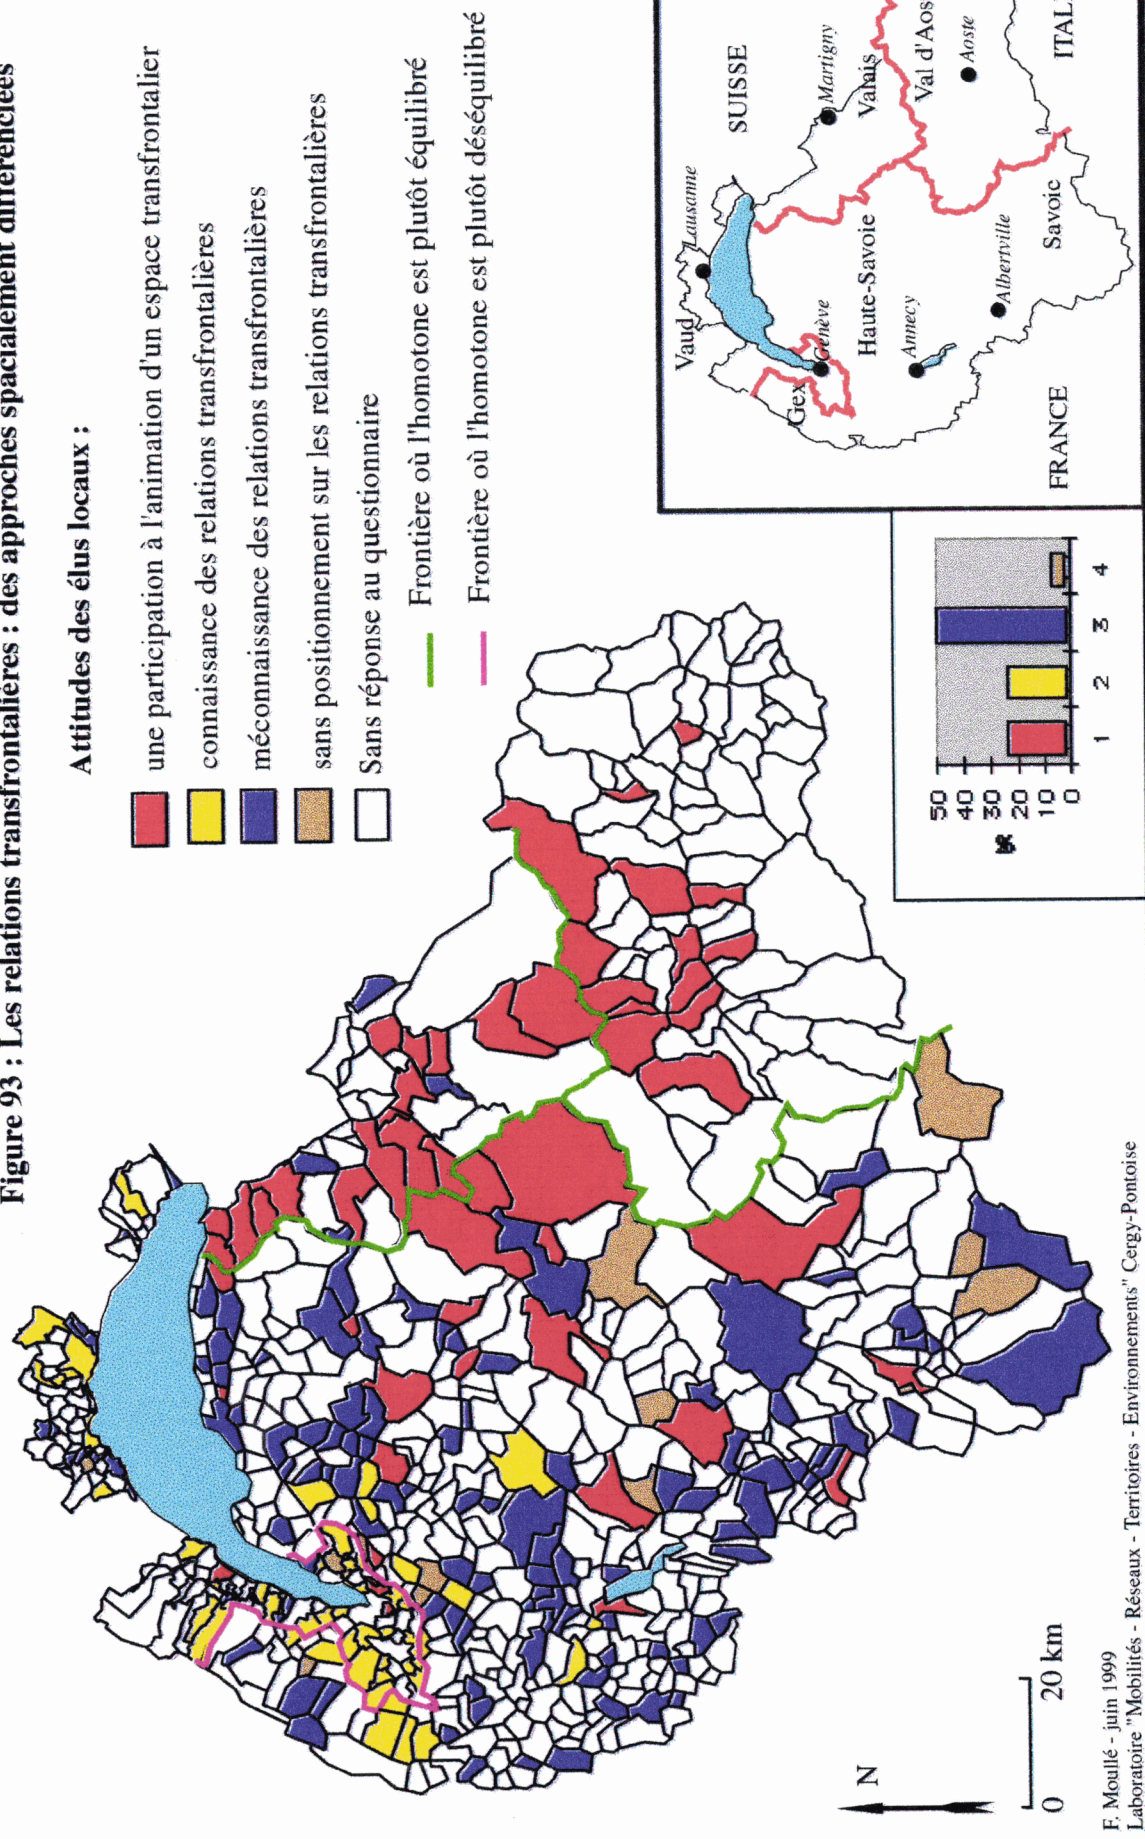 Figure 93 : Les relations transfrontalières : des approches spacialement différenciées
Attitudes des élus locaux :
une participation à l'animation d'un espace transfrontalier
connaissance des relations transfrontalières
méconnaissance des relations transfrontalières
sans positionnement sur les relations transfrontalières
Sans réponse au questionnaire
Frontière où l'homotone est plutôt équilibré
Frontière où l'homotone est plutôt déséquilibré
N
0 20 km
%
50
40
30
20
10
0
1 2 3 4
SUISSE
Vaud
Lausanne
Martigny
Valais
Gex
Genève
Haute-Savoie
Val d'Aos
Aoste
Annecy
Albertville
Savoie
FRANCE
ITAL
F. Moullé - juin 1999
Laboratoire "Mobilités - Réseaux - Territoires - Environnements" Cergy-Pontoise